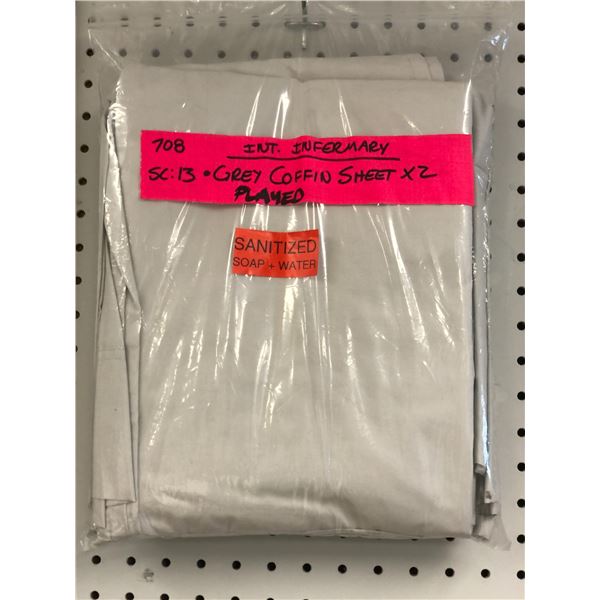 708 INT. INFERMARY
SC: 13 • GREY COFFIN SHEET X2
PLAYED
SANITIZED
SOAP + WATER